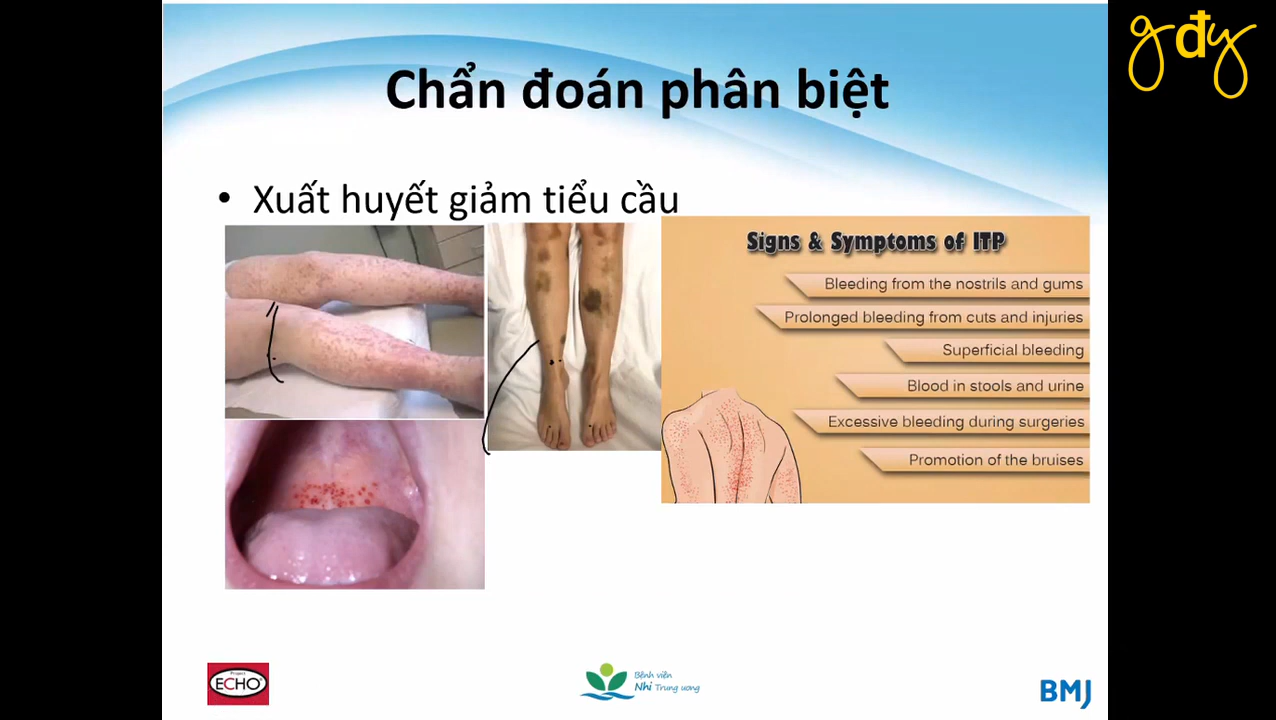 gđy
Chẩn đoán phân biệt
• Xuất huyết giảm tiểu cầu
Signs & Symptoms of ITP
Bleeding from the nostrils and gums
Prolonged bleeding from cuts and injuries
Superficial bleeding
Blood in stools and urine
Excessive bleeding during surgeries
Promotion of the bruises
Project
ECHO
Bệnh viện
Nhi Trung ương
BMJ